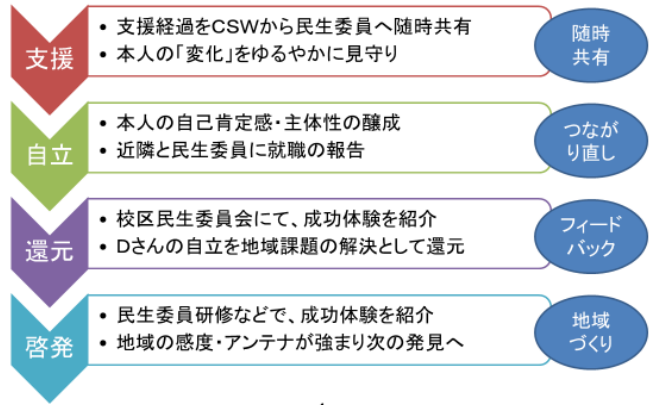 支援
• 支援経過をCSWから民生委員へ随時共有
• 本人の「変化」をゆるやかに見守り
随時
共有
自立
• 本人の自己肯定感・主体性の醸成
• 近隣と民生委員に就職の報告
つなが
り直し
還元
• 校区民生委員会にて、成功体験を紹介
• Dさんの自立を地域課題の解決として還元
フィード
バック
啓発
• 民生委員研修などで、成功体験を紹介
• 地域の感度・アンテナが強まり次の発見へ
地域
づくり